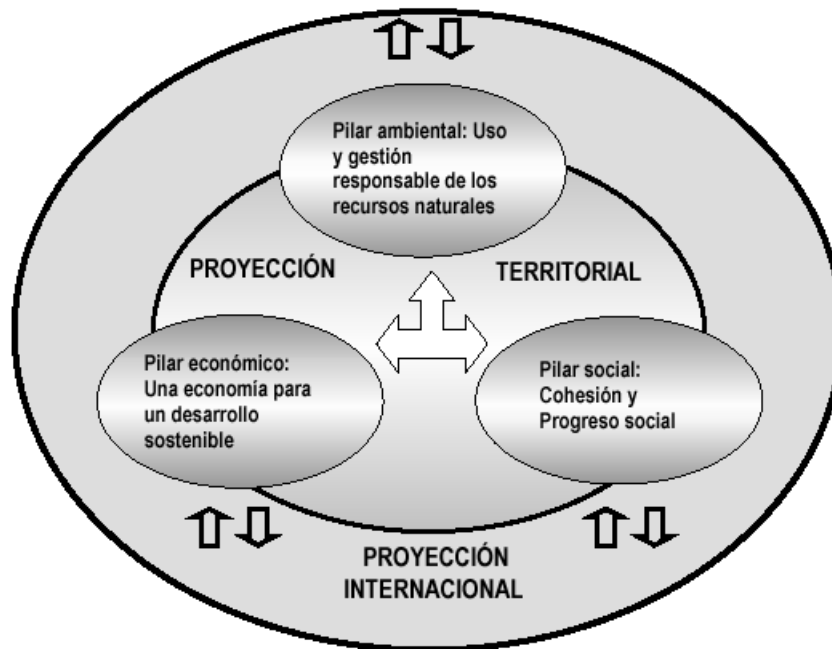 Pilar ambiental: Uso
y gestión
responsable de los
recursos naturales
PROYECCIÓN
TERRITORIAL
Pilar económico:
Una economía para
un desarrollo
sostenible
Pilar social:
Cohesión y
Progreso social
PROYECCIÓN
INTERNACIONAL